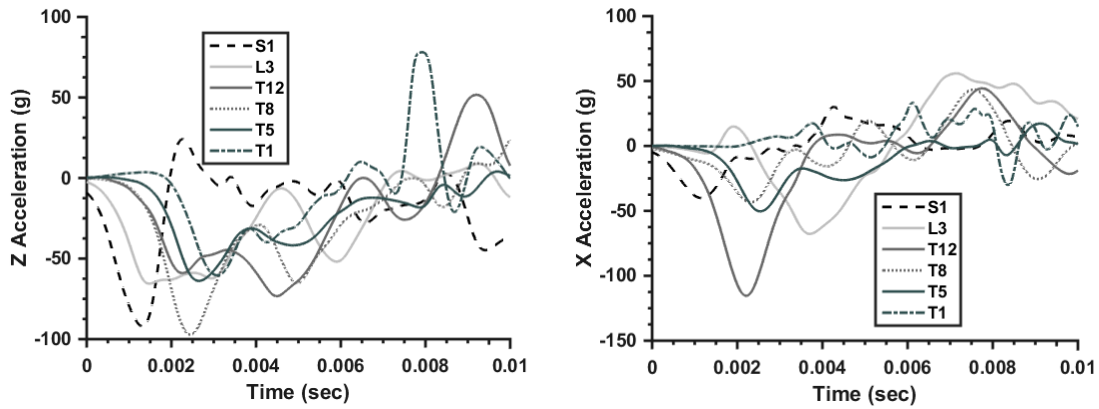 100
50
0
-50
-100
Z Acceleration (g)
S1
L3
T12
T8
T5
T1
0 0.002 0.004 0.006 0.008 0.01
Time (sec)
100
50
0
-50
-100
-150
X Acceleration (g)
S1
L3
T12
T8
T5
T1
0 0.002 0.004 0.006 0.008 0.01
Time (sec)